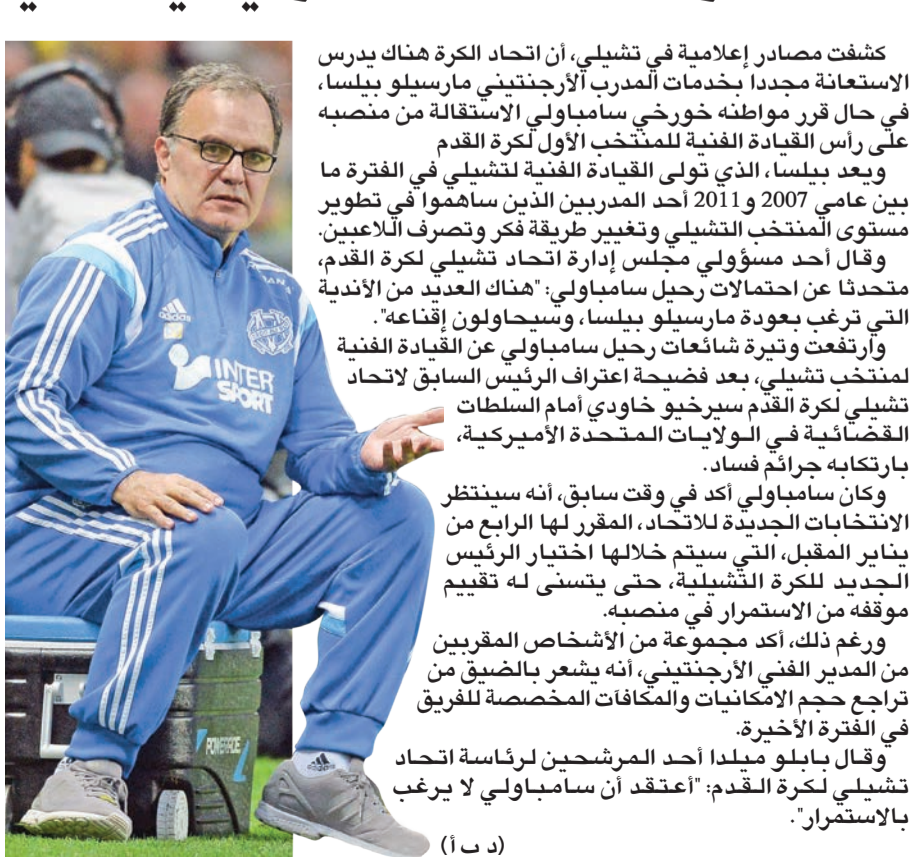 كشفت مصادر إعلامية في تشيلي، أن اتحاد الكرة هناك يدرس
الاستعانة مجددا بخدمات المدرب الأرجنتيني مارسيلو بيلسا،
في حال قرر مواطنه خورخي سامباولي الاستقالة من منصبه
على رأس القيادة الفنية للمنتخب الأول لكرة القدم
ويعد بيلسا، الذي تولى القيادة الفنية لتشيلي في الفترة ما
بين عامي 2007 و2011 أحد المدربين الذين ساهموا في تطوير
مستوى المنتخب التشيلي وتغيير طريقة فكر وتصرف اللاعبين.
وقال أحد مسؤولي مجلس إدارة اتحاد تشيلي لكرة القدم،
متحدثا عن احتمالات رحيل سامباولي: "هناك العديد من الأندية
التي ترغب بعودة مارسيلو بيلسا، وسيحاولون إقناعه".
وارتفعت وتيرة شائعات رحيل سامباولي عن القيادة الفنية
لمنتخب تشيلي، بعد فضيحة اعتراف الرئيس السابق لاتحاد
تشيلي لكرة القدم سيرخيو خاودي أمام السلطات
القضائية في الولايات المتحدة الأميركية،
بارتكابه جرائم فساد.
وكان سامباولي أكد في وقت سابق، أنه سينتظر
الانتخابات الجديدة للاتحاد، المقرر لها الرابع من
يناير المقبل، التي سيتم خلالها اختيار الرئيس
الجديد للكرة التشيلية، حتى يتسنى له تقييم
موقفه من الاستمرار في منصبه.
ورغم ذلك، أكد مجموعة من الأشخاص المقربين
من المدير الفني الأرجنتيني، أنه يشعر بالضيق من
تراجع حجم الامكانيات والمكافآت المخصصة للفريق
في الفترة الأخيرة.
وقال بابلو ميلدا أحد المرشحين لرئاسة اتحاد
تشيلي لكرة القدم: "أعتقد أن سامباولي لا يرغب
بالاستمرار".
(د ب أ)
adidas
INTER
SPORT
POWERADE
adidas